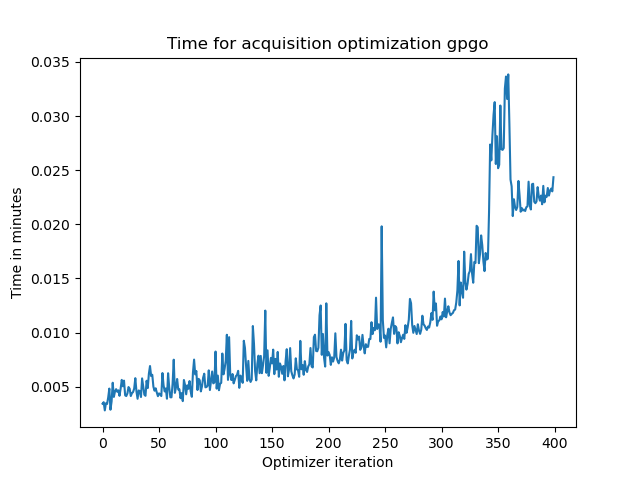 Time for acquisition optimization gpgo
0.035
0.030
0.025
0.020
0.015
0.010
0.005
Time in minutes
0 50 100 150 200 250 300 350 400
Optimizer iteration